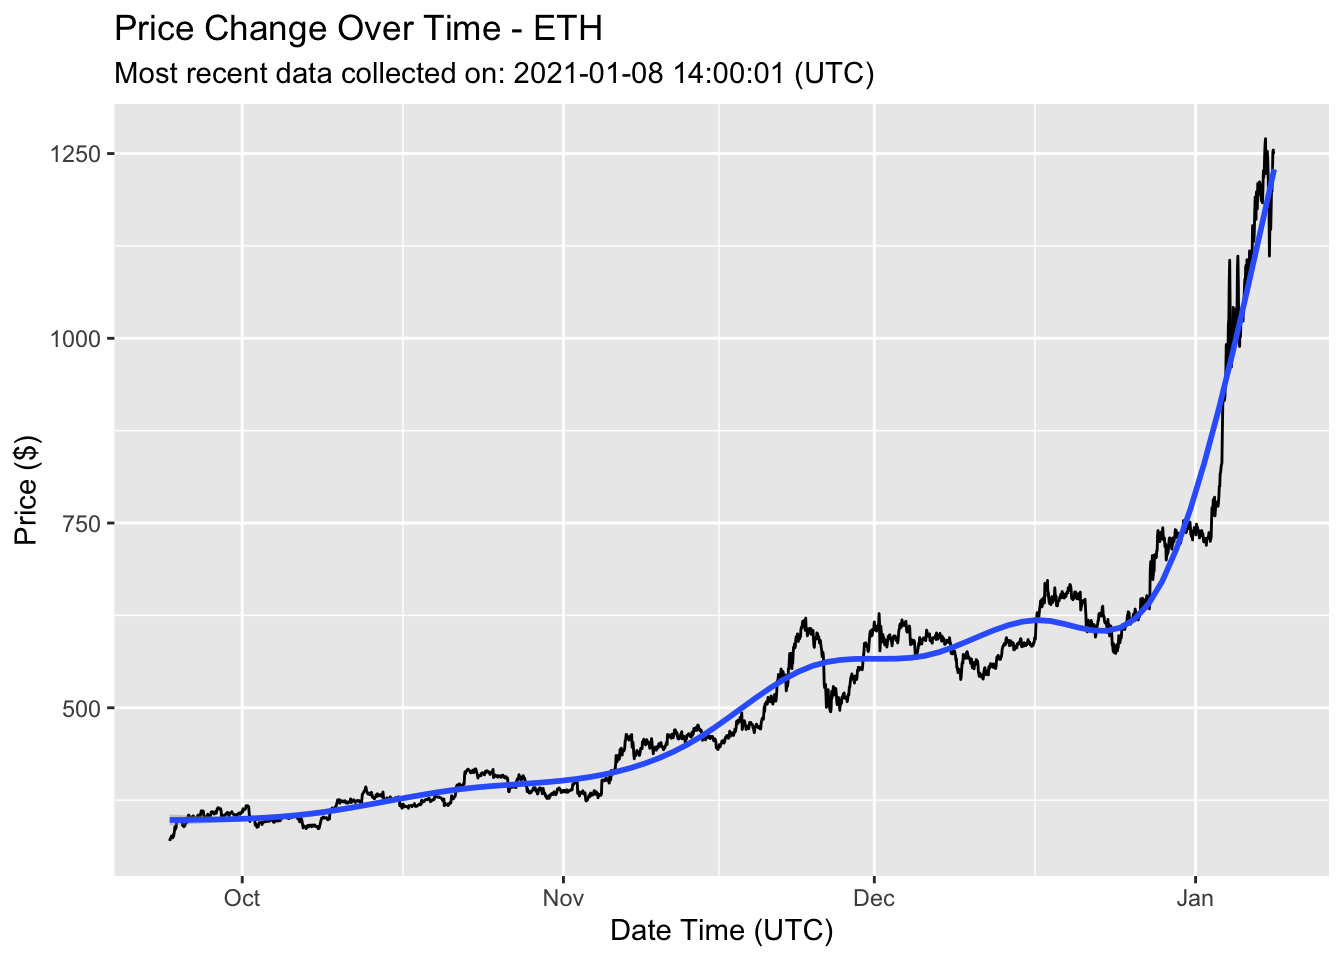 Price Change Over Time - ETH
Most recent data collected on: 2021-01-08 14:00:01 (UTC)
Price ($)
1250
1000
750
500
Oct Nov Dec Jan
Date Time (UTC)